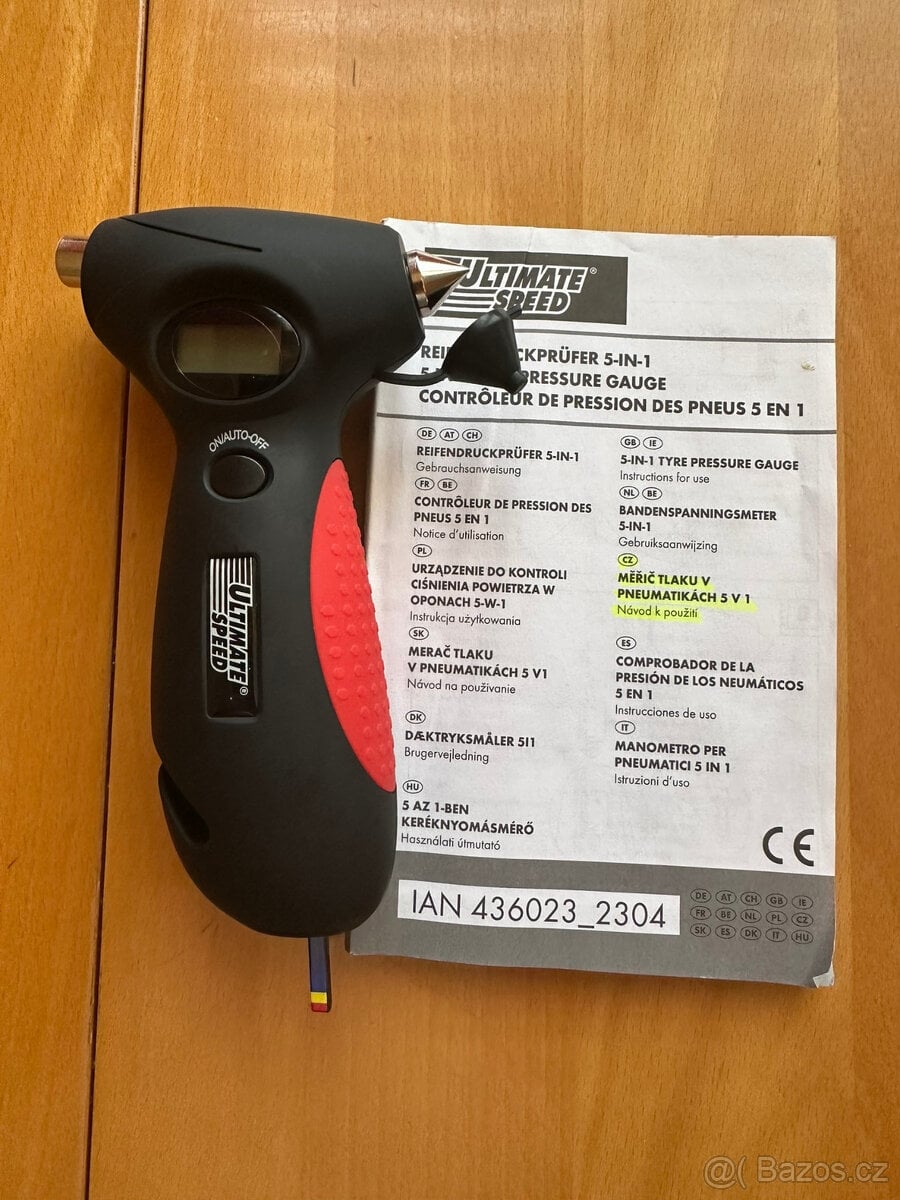 ON/AUTO-OFF
ULTIMATE
SPEED
®
ULTIMATE®
SPEED
REIFENDRUCKPRÜFER 5-IN-1
PRESSURE GAUGE
CONTRÔLEUR DE PRESSION DES PNEUS 5 EN 1
DE AT CH
REIFENDRUCKPRÜFER 5-IN-1
Gebrauchsanweisung
FR BE
CONTRÔLEUR DE PRESSION DES
PNEUS 5 EN 1
Notice d'utilisation
PL
URZĄDZENIE DO KONTROLI
CIŚNIENIA POWIETRZA W
OPONACH 5-W-1
Instrukcja użytkowania
SK
MERAČ TLAKU
V PNEUMATIKÁCH 5 V1
Návod na používanie
DK
DÆKTRYKSMÅLER 5I1
Brugervejledning
HU
5 AZ 1-BEN
KERÉKNYOMÁSMÉRŐ
Használati útmutató
GB IE
5-IN-1 TYRE PRESSURE GAUGE
Instructions for use
NL BE
BANDENSPANNINGSMETER
5-IN-1
Gebruiksaanwijzing
CZ
MĚŘIČ TLAKU V
PNEUMATIKÁCH 5 V 1
Návod k použití
ES
COMPROBADOR DE LA
PRESIÓN DE LOS NEUMÁTICOS
5 EN 1
Instrucciones de uso
IT
MANOMETRO PER
PNEUMATICI 5 IN 1
Istruzioni d'uso
CE
IAN 436023_2304
DE AT CH GB IE
FR BE NL PL CZ
SK ES DK IT HU
@( Bazos.cz